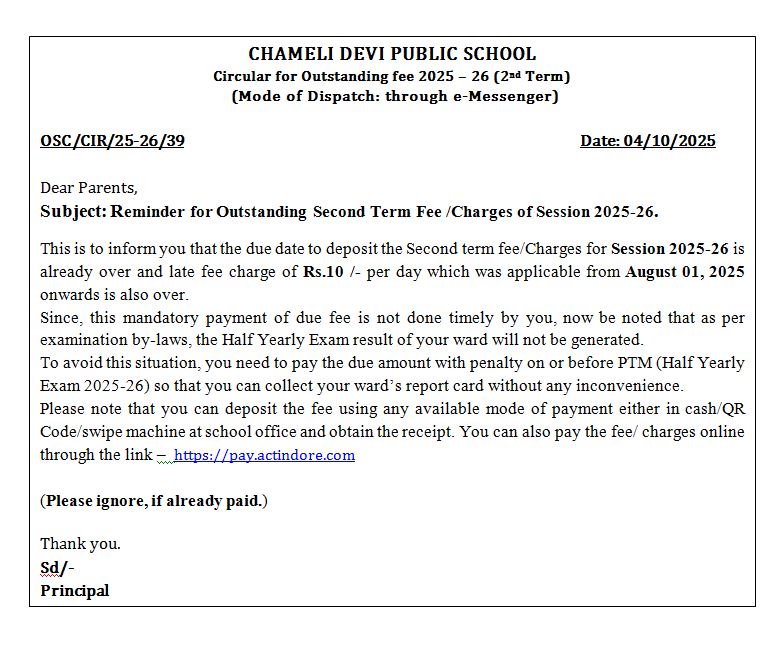 CHAMELI DEVI PUBLIC SCHOOL
Circular for Outstanding fee 2025 – 26 (2nd Term)
(Mode of Dispatch: through e-Messenger)
OSC/CIR/25-26/39 Date: 04/10/2025
Dear Parents,
Subject: Reminder for Outstanding Second Term Fee /Charges of Session 2025-26.
This is to inform you that the due date to deposit the Second term fee/Charges for Session 2025-26 is
already over and late fee charge of Rs.10 /- per day which was applicable from August 01, 2025
onwards is also over.
Since, this mandatory payment of due fee is not done timely by you, now be noted that as per
examination by-laws, the Half Yearly Exam result of your ward will not be generated.
To avoid this situation, you need to pay the due amount with penalty on or before PTM (Half Yearly
Exam 2025-26) so that you can collect your ward’s report card without any inconvenience.
Please note that you can deposit the fee using any available mode of payment either in cash/QR
Code/swipe machine at school office and obtain the receipt. You can also pay the fee/ charges online
through the link – https://pay.actindore.com
(Please ignore, if already paid.)
Thank you.
Sd/-
Principal